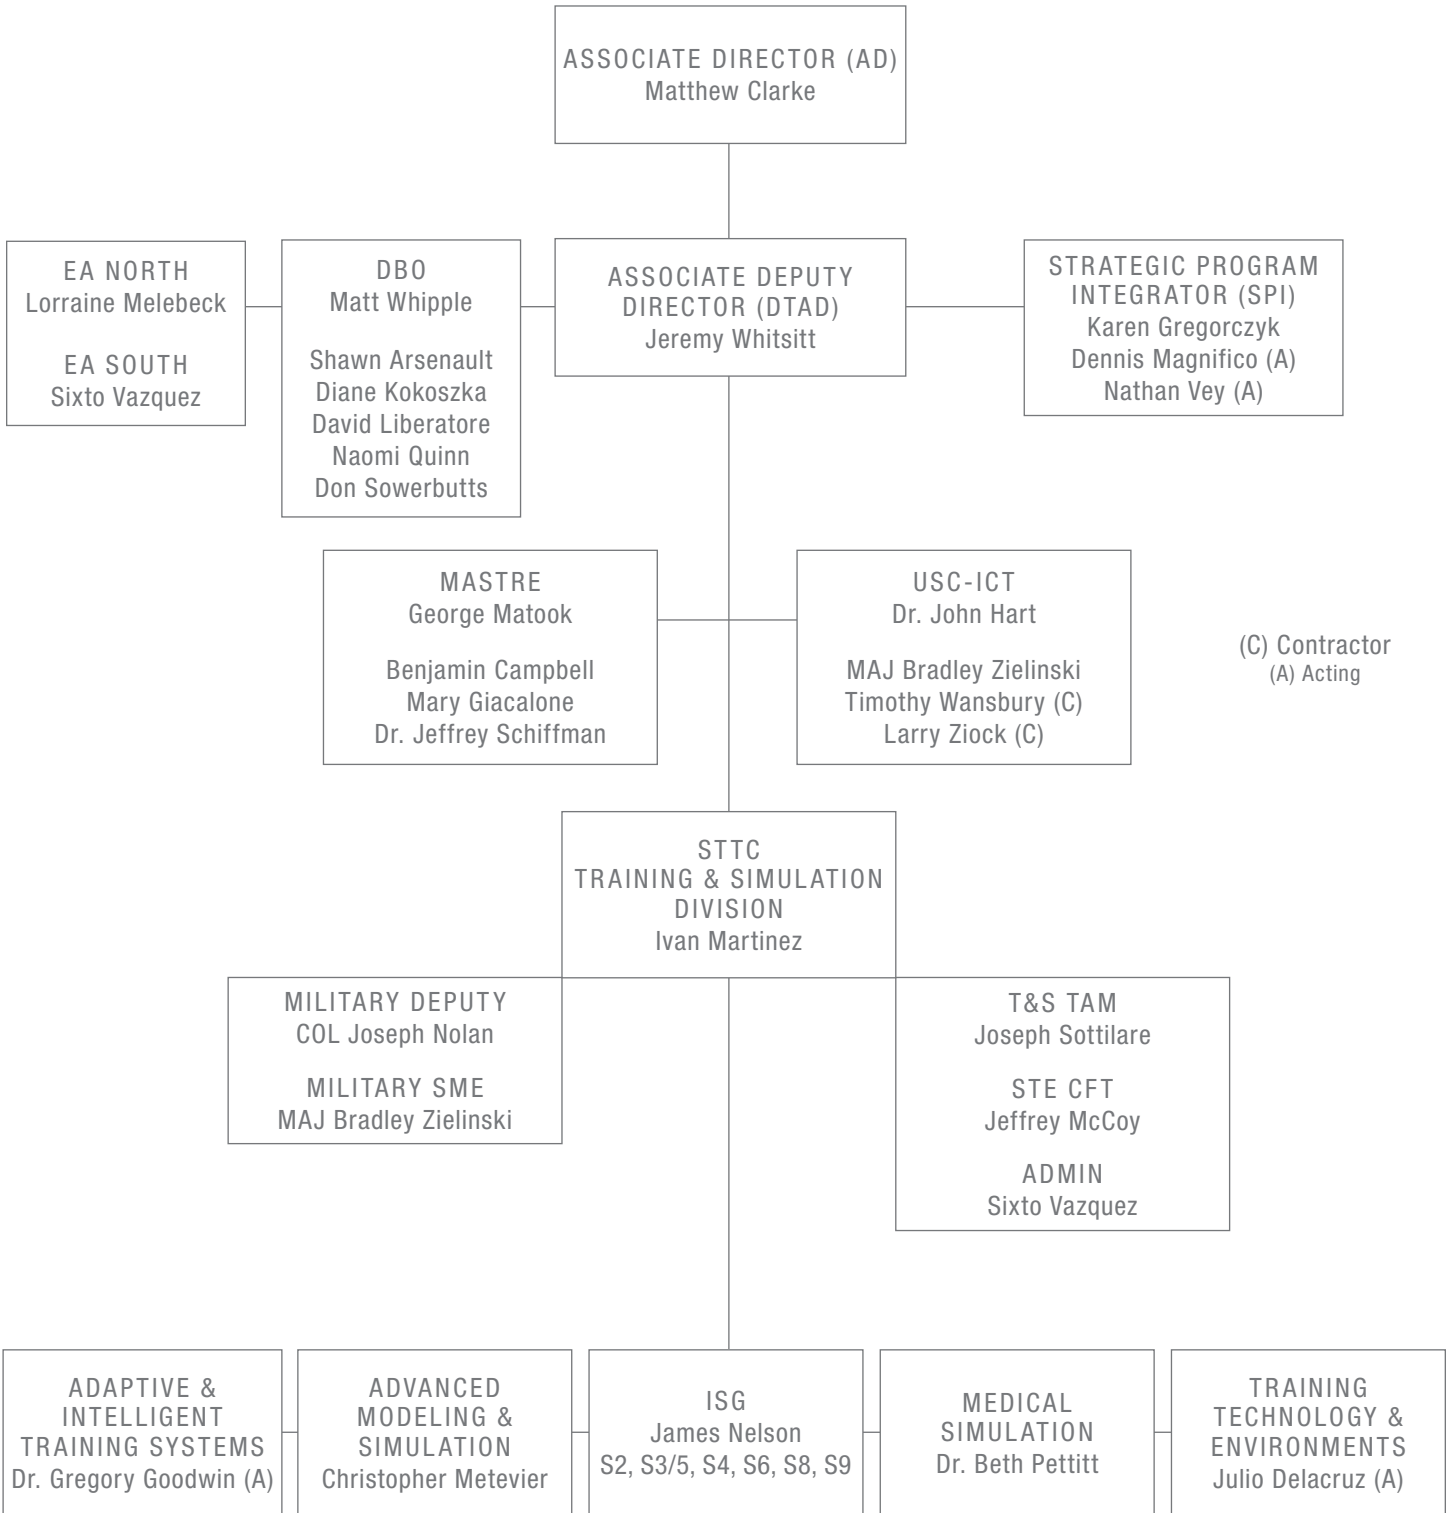 ASSOCIATE DIRECTOR (AD)
Matthew Clarke
EA NORTH
Lorraine Melebeck
EA SOUTH
Sixto Vazquez
DBO
Matt Whipple
Shawn Arsenault
Diane Kokoszka
David Liberatore
Naomi Quinn
Don Sowerbutts
ASSOCIATE DEPUTY
DIRECTOR (DTAD)
Jeremy Whitsitt
STRATEGIC PROGRAM
INTEGRATOR (SPI)
Karen Gregorczyk
Dennis Magnifico (A)
Nathan Vey (A)
MASTRE
George Matook
Benjamin Campbell
Mary Giacalone
Dr. Jeffrey Schiffman
USC-ICT
Dr. John Hart
MAJ Bradley Zielinski
Timothy Wansbury (C)
Larry Ziock (C)
(C) Contractor
(A) Acting
STTC
TRAINING & SIMULATION
DIVISION
Ivan Martinez
MILITARY DEPUTY
COL Joseph Nolan
MILITARY SME
MAJ Bradley Zielinski
T&S TAM
Joseph Sottilare
STE CFT
Jeffrey McCoy
ADMIN
Sixto Vazquez
ADAPTIVE &
INTELLIGENT
TRAINING SYSTEMS
Dr. Gregory Goodwin (A)
ADVANCED
MODELING &
SIMULATION
Christopher Metevier
ISG
James Nelson
S2, S3/5, S4, S6, S8, S9
MEDICAL
SIMULATION
Dr. Beth Pettitt
TRAINING
TECHNOLOGY &
ENVIRONMENTS
Julio Delacruz (A)